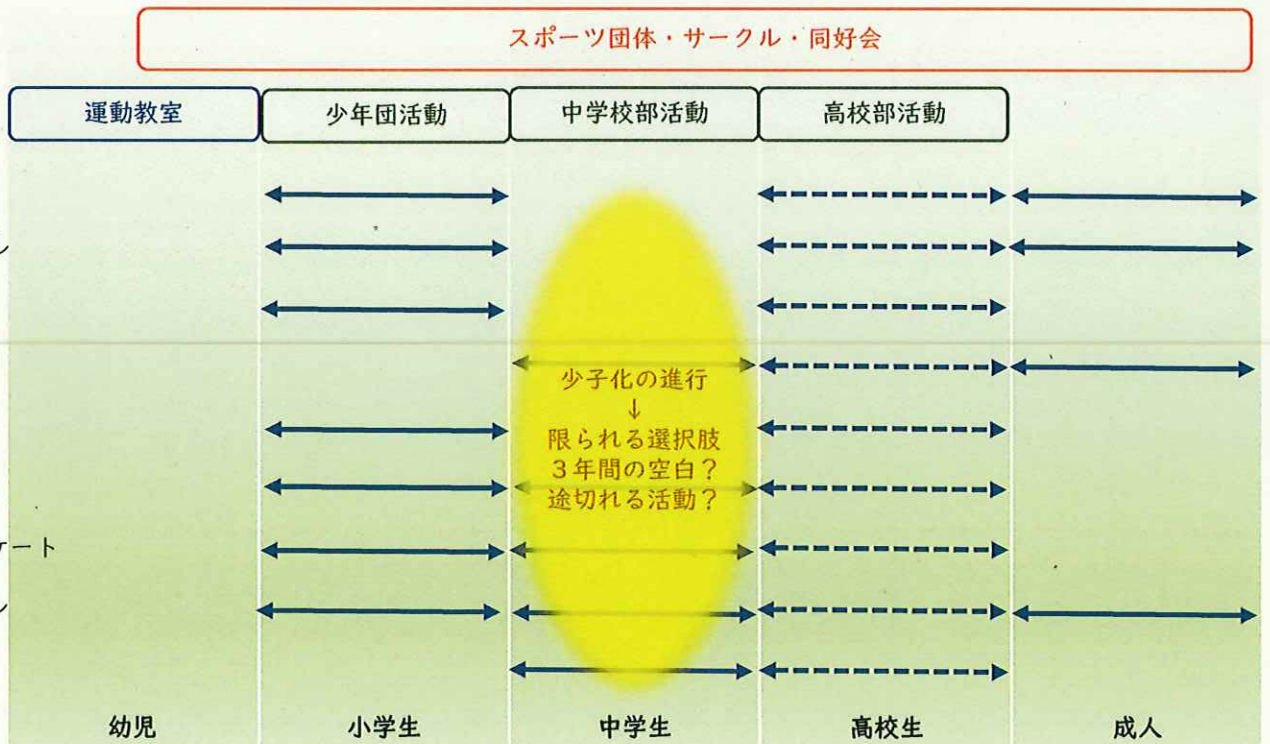 スポーツ団体・サークル・同好会
運動教室
少年団活動
中学校部活動
高校部活動
少子化の進行
↓
限られる選択肢
3年間の空白?
途切れる活動?
ケート
幼児
小学生
中学生
高校生
成人